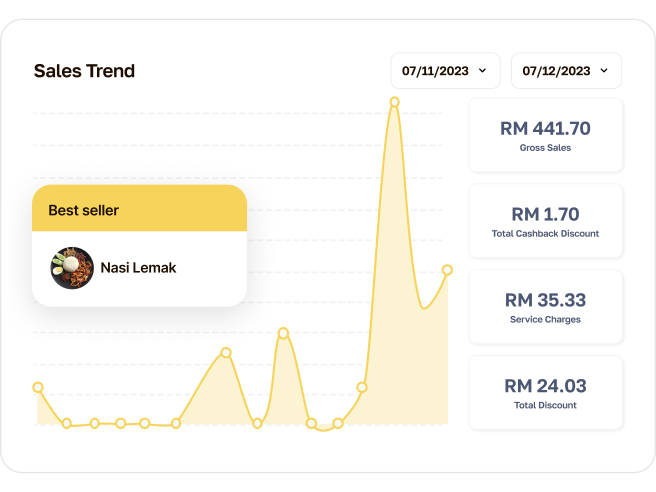 Sales Trend
07/11/2023
07/12/2023
RM 441.70
Gross Sales
RM 1.70
Total Cashback Discount
Best seller
Nasi Lemak
RM 35.33
Service Charges
RM 24.03
Total Discount